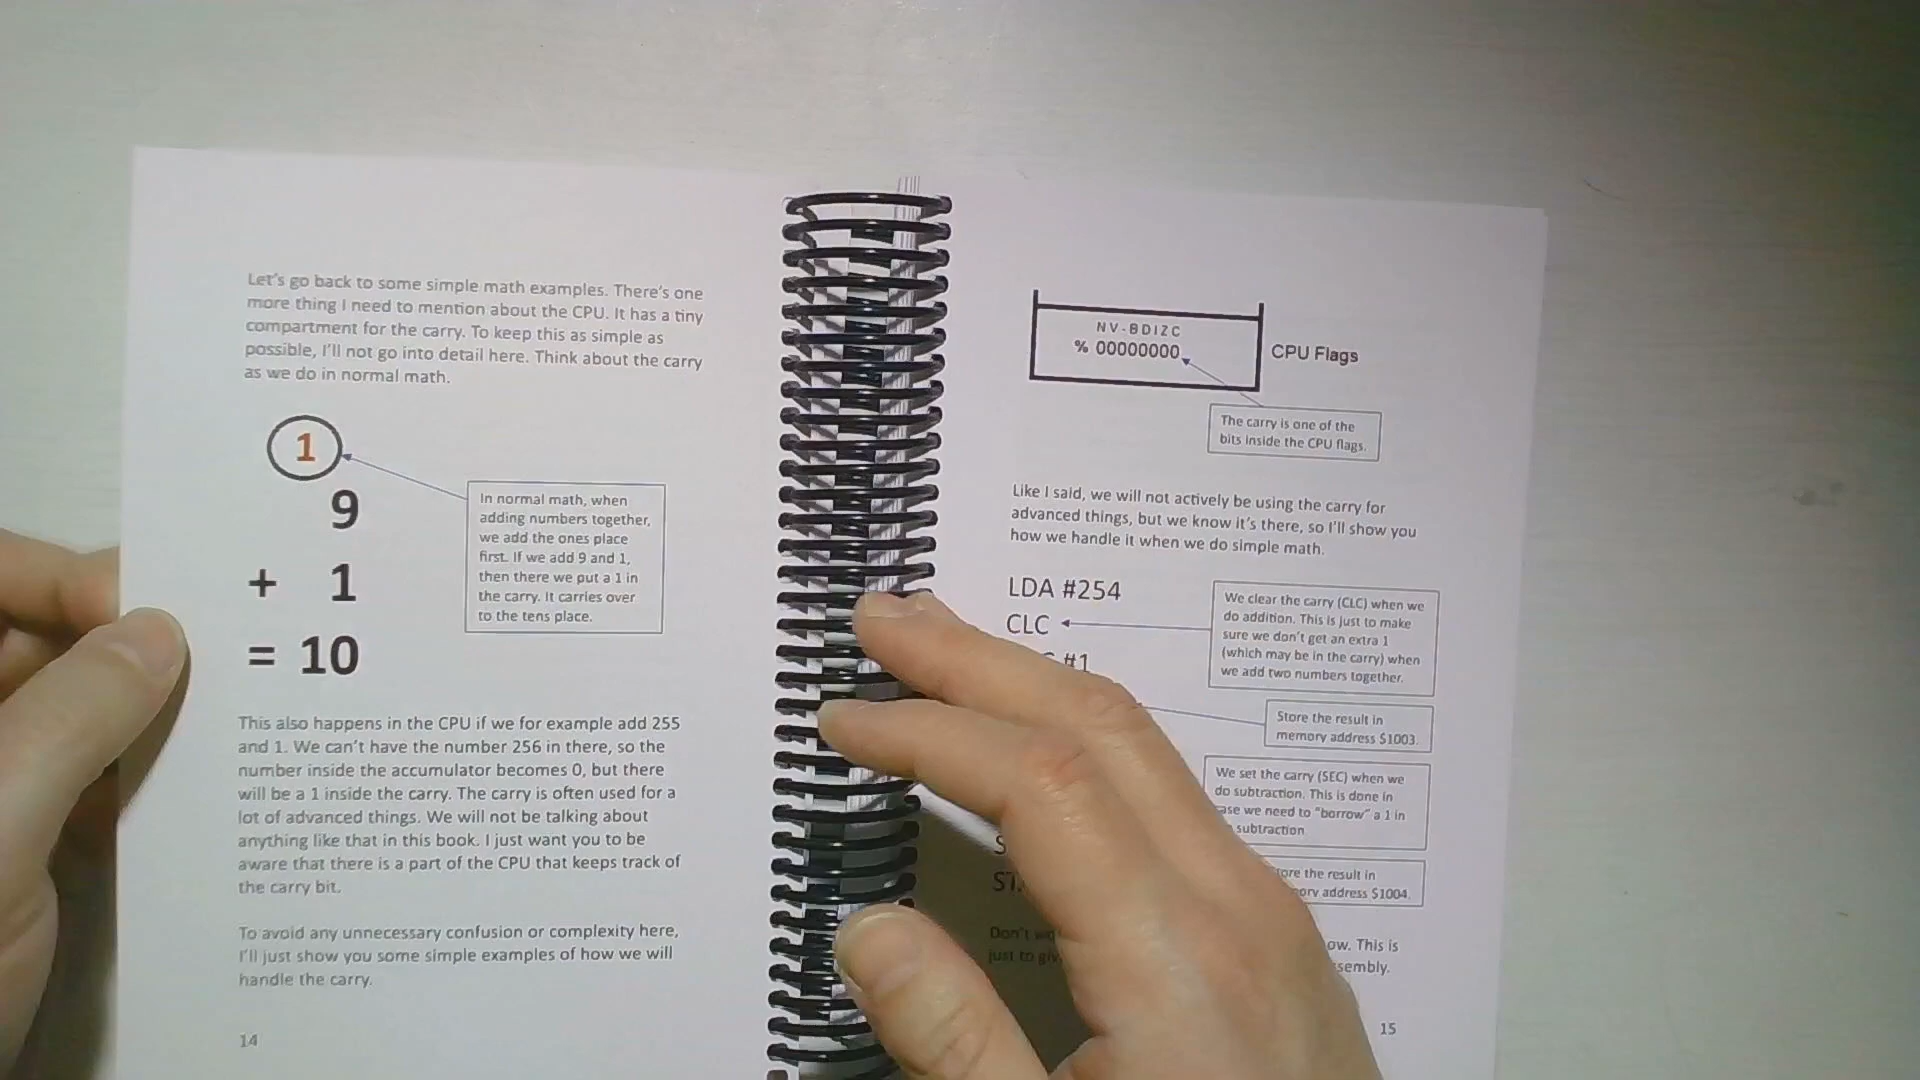 Let's go back to some simple math examples. There's one
more thing I need to mention about the CPU. It has a tiny
compartment for the carry. To keep this as simple as
possible, I'll not go into detail here. Think about the carry
as we do in normal math.
1
9
+ 1
= 10
In normal math, when
adding numbers together,
we add the ones place
first. If we add 9 and 1,
then there we put a 1 in
the carry. It carries over
to the tens place.
This also happens in the CPU if we for example add 255
and 1. We can't have the number 256 in there, so the
number inside the accumulator becomes 0, but there
will be a 1 inside the carry. The carry is often used for a
lot of advanced things. We will not be talking about
anything like that in this book. I just want you to be
aware that there is a part of the CPU that keeps track of
the carry bit.
To avoid any unnecessary confusion or complexity here,
I'll just show you some simple examples of how we will
handle the carry.
14
NV-BDIZC
% 00000000
CPU Flags
The carry is one of the
bits inside the CPU flags.
Like I said, we will not actively be using the carry for
advanced things, but we know it's there, so I'll show you
how we handle it when we do simple math.
LDA #254
CLC
#1
We clear the carry (CLC) when we
do addition. This is just to make
sure we don't get an extra 1
(which may be in the carry) when
we add two numbers together.
Store the result in
memory address $1003.
We set the carry (SEC) when we
do subtraction. This is done in
need to "borrow" a 1 in
subtraction
the result in
address $1004.
Don't
just to
This is
15